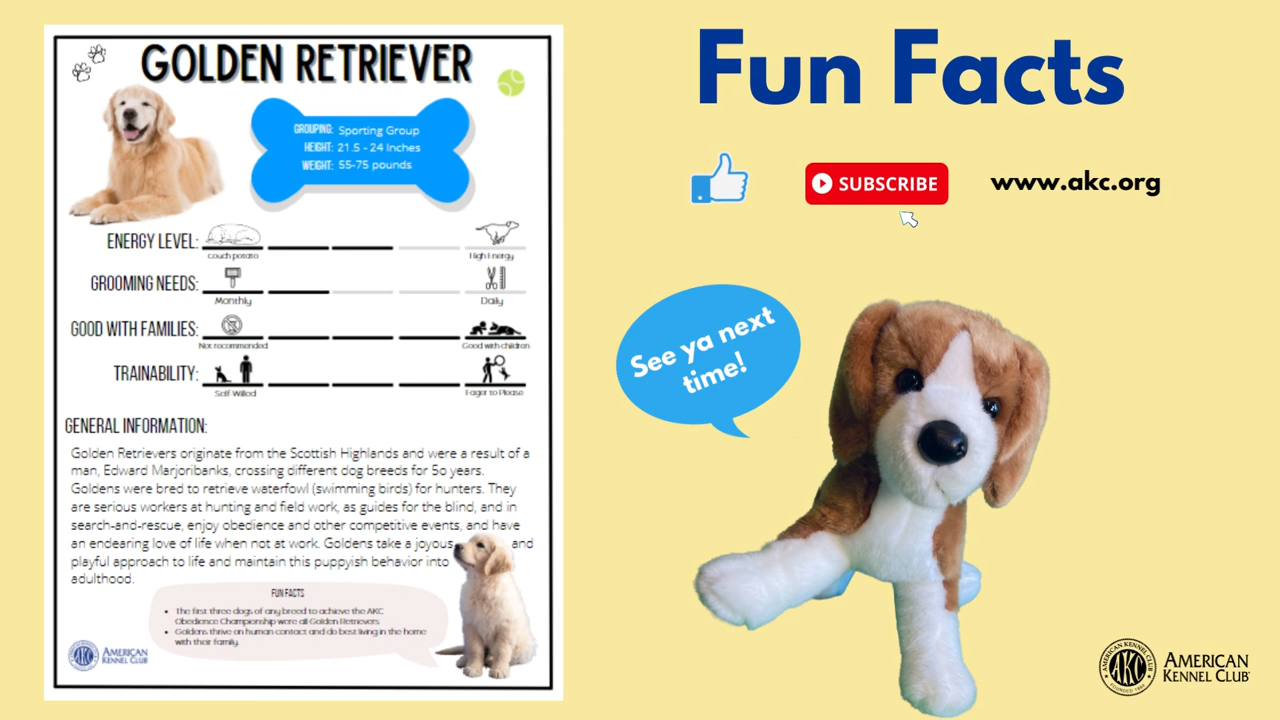 GOLDEN RETRIEVER
GROUPING: Sporting Group
HEIGHT: 21.5 - 24 Inches
WEIGHT: 55-75 pounds
ENERGY LEVEL:
couch potato
High Energy
GROOMING NEEDS:
Monthly
Daily
GOOD WITH FAMILIES:
Not recommended
Good with children
TRAINABILITY:
Self Willed
Eager to Please
GENERAL INFORMATION:
Golden Retrievers originate from the Scottish Highlands and were a result of a
man, Edward Marjoribanks, crossing different dog breeds for 50 years.
Goldens were bred to retrieve waterfowl (swimming birds) for hunters. They
are serious workers at hunting and field work, as guides for the blind, and in
search-and-rescue, enjoy obedience and other competitive events, and have
an endearing love of life when not at work. Goldens take a joyous and
playful approach to life and maintain this puppyish behavior into
adulthood.
FUN FACTS
• The first three dogs of any breed to achieve the AKC
Obedience Championship were all Golden Retrievers.
• Goldens thrive on human contact and do best living in the home
with their family.
AKC
AMERICAN
KENNEL CLUB
Fun Facts
SUBSCRIBE
www.akc.org
See ya next
time!
AMERICAN KENNEL CLUB
AKC
FOUNDED 1884
AMERICAN
KENNEL CLUB